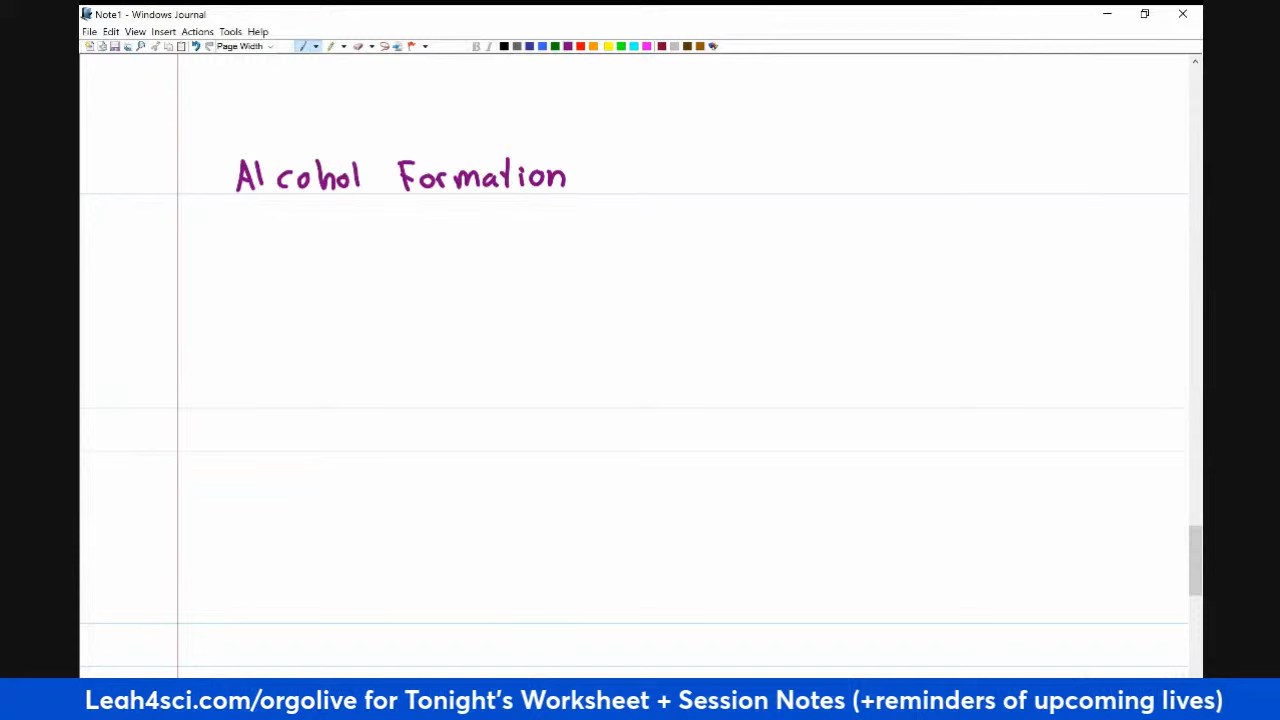 Note1 - Windows Journal
File Edit View Insert Actions Tools Help
Page Width B I
Alcohol Formation
Leah4sci.com/orgolive for Tonight's Worksheet + Session Notes (+reminders of upcoming lives)